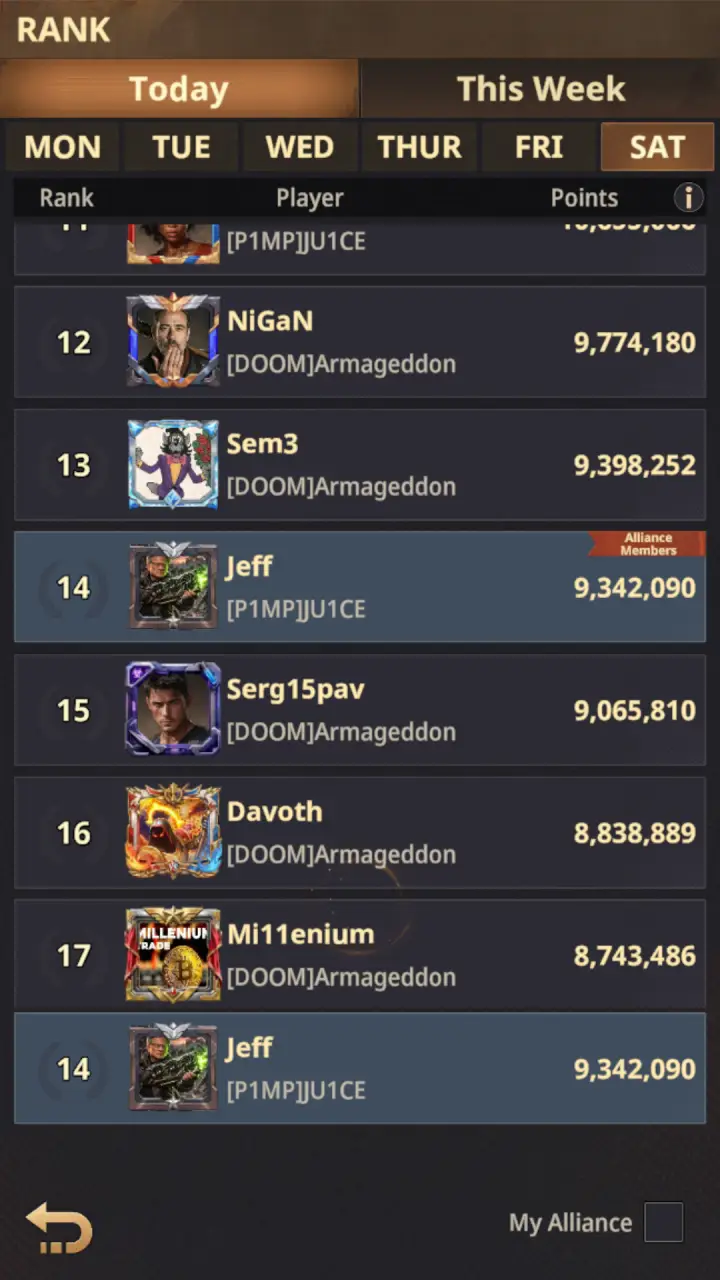 RANK
Today
This Week
MON TUE WED THUR FRI SAT
Rank Player Points i
[P1MP]JU1CE
12
NiGaN
[DOOM]Armageddon
9,774,180
13
Sem3
[DOOM]Armageddon
9,398,252
Alliance
Members
14
Jeff
[P1MP]JU1CE
9,342,090
15
Serg15pav
[DOOM]Armageddon
9,065,810
16
Davoth
[DOOM]Armageddon
8,838,889
17
MILLENIUM
TRADE
Mi11enium
[DOOM]Armageddon
8,743,486
14
Jeff
[P1MP]JU1CE
9,342,090
My Alliance